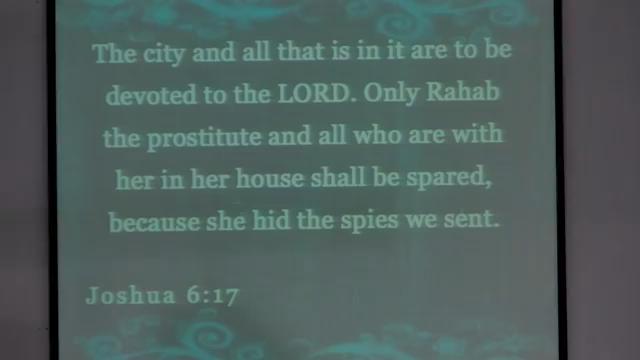 The city and all that is in it are to be
devoted to the LORD. Only Rahab
the prostitute and all who are with
her in her house shall be spared,
because she hid the spies we sent.
Joshua 6:17